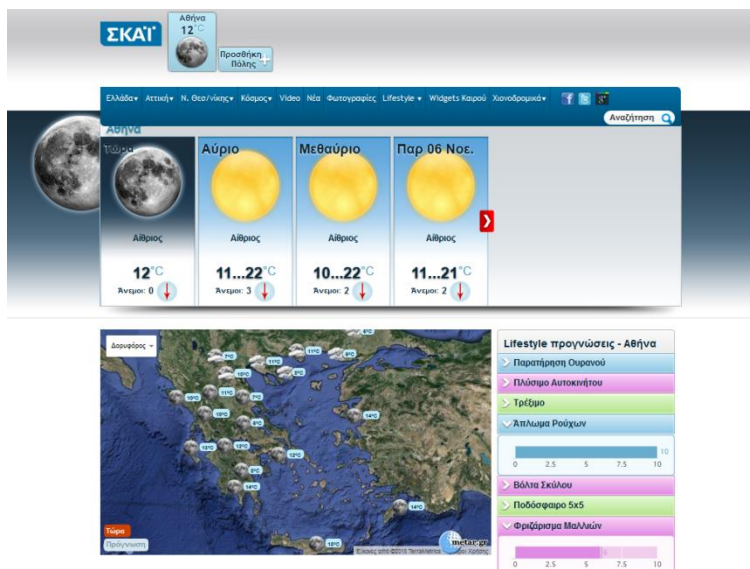 ΣΚΑΪ
Αθήνα
12°C
Προσθήκη
Πόλης
Ελλάδα Αττική Ν. Θεσ/νίκης Κόσμος Video Νέα Φωτογραφίες Lifestyle Widgets Καιρού Χιονοδρομικά
Αναζήτηση
Αθήνα
Τώρα Αύριο Μεθαύριο Παρ 06 Νοε.
Αίθριος Αίθριος Αίθριος Αίθριος
12°C 11...22°C 10...22°C 11...21°C
Άνεμοι: 0 Άνεμοι: 3 Άνεμοι: 2 Άνεμοι: 2
Δορυφόρος
Τώρα
Πρόγνωση
metar.gr
Lifestyle προγνώσεις - Αθήνα
Παρατήρηση Ουρανού
Πλύσιμο Αυτοκινήτου
Τρέξιμο
Άπλωμα Ρούχων
10
0 2.5 5 7.5 10
Βόλτα Σκύλου
Ποδόσφαιρο 5x5
Φριζάρισμα Μαλλιών
6
0 2.5 5 7.5 10